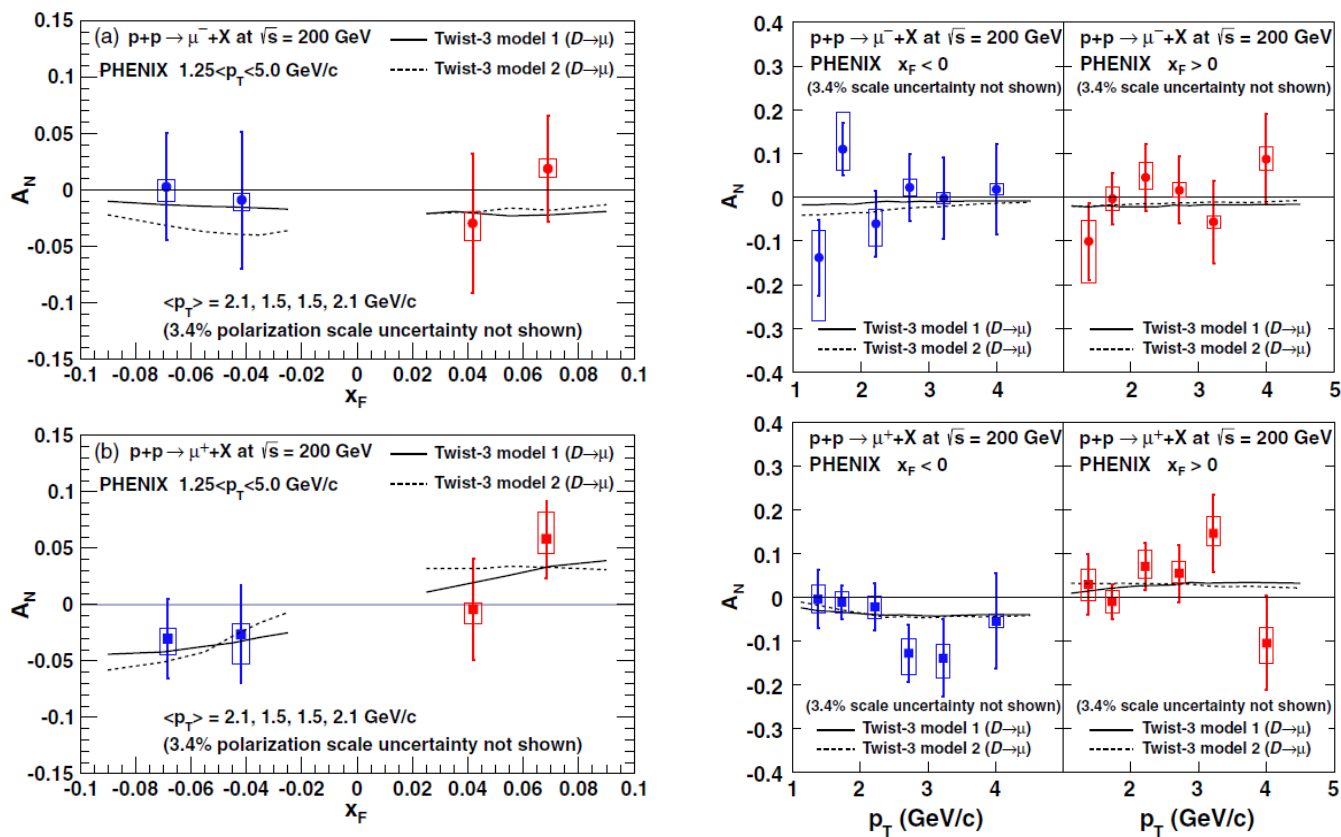 (a) p+p → μ⁻+X at √s = 200 GeV
PHENIX 1.25<p_T<5.0 GeV/c
Twist-3 model 1 (D→μ)
Twist-3 model 2 (D→μ)
0.15
0.1
0.05
0
-0.05
-0.1
-0.15
A_N
<p_T> = 2.1, 1.5, 1.5, 2.1 GeV/c
(3.4% polarization scale uncertainty not shown)
-0.1 -0.08 -0.06 -0.04 -0.02 0 0.02 0.04 0.06 0.08 0.1
x_F
(b) p+p → μ⁺+X at √s = 200 GeV
PHENIX 1.25<p_T<5.0 GeV/c
Twist-3 model 1 (D→μ)
Twist-3 model 2 (D→μ)
0.15
0.1
0.05
0
-0.05
-0.1
-0.15
A_N
<p_T> = 2.1, 1.5, 1.5, 2.1 GeV/c
(3.4% polarization scale uncertainty not shown)
-0.1 -0.08 -0.06 -0.04 -0.02 0 0.02 0.04 0.06 0.08 0.1
x_F
p+p → μ⁻+X at √s = 200 GeV
PHENIX x_F < 0
(3.4% scale uncertainty not shown)
p+p → μ⁻+X at √s = 200 GeV
PHENIX x_F > 0
(3.4% scale uncertainty not shown)
0.4
0.3
0.2
0.1
0
-0.1
-0.2
-0.3
-0.4
A_N
Twist-3 model 1 (D→μ)
Twist-3 model 2 (D→μ)
Twist-3 model 1 (D→μ)
Twist-3 model 2 (D→μ)
1 2 3 4 2 3 4 5
p+p → μ⁺+X at √s = 200 GeV
PHENIX x_F < 0
p+p → μ⁺+X at √s = 200 GeV
PHENIX x_F > 0
0.4
0.3
0.2
0.1
0
-0.1
-0.2
-0.3
-0.4
A_N
(3.4% scale uncertainty not shown)
Twist-3 model 1 (D→μ)
Twist-3 model 2 (D→μ)
(3.4% scale uncertainty not shown)
Twist-3 model 1 (D→μ)
Twist-3 model 2 (D→μ)
1 2 3 4 2 3 4 5
p_T (GeV/c) p_T (GeV/c)